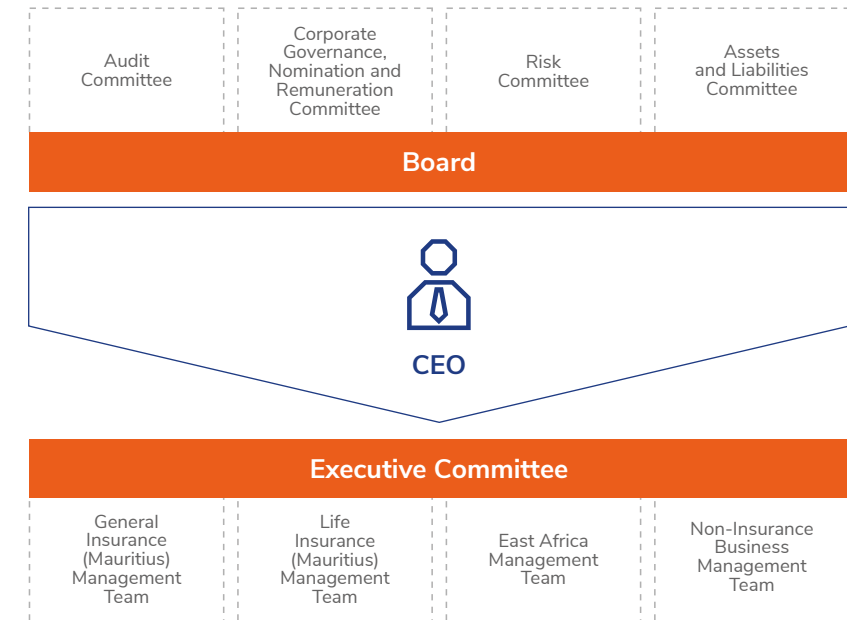 Audit
Committee
Corporate
Governance,
Nomination and
Remuneration
Committee
Risk
Committee
Assets
and Liabilities
Committee
Board
CEO
Executive Committee
General
Insurance
(Mauritius)
Management
Team
Life
Insurance
(Mauritius)
Management
Team
East Africa
Management
Team
Non-Insurance
Business
Management
Team